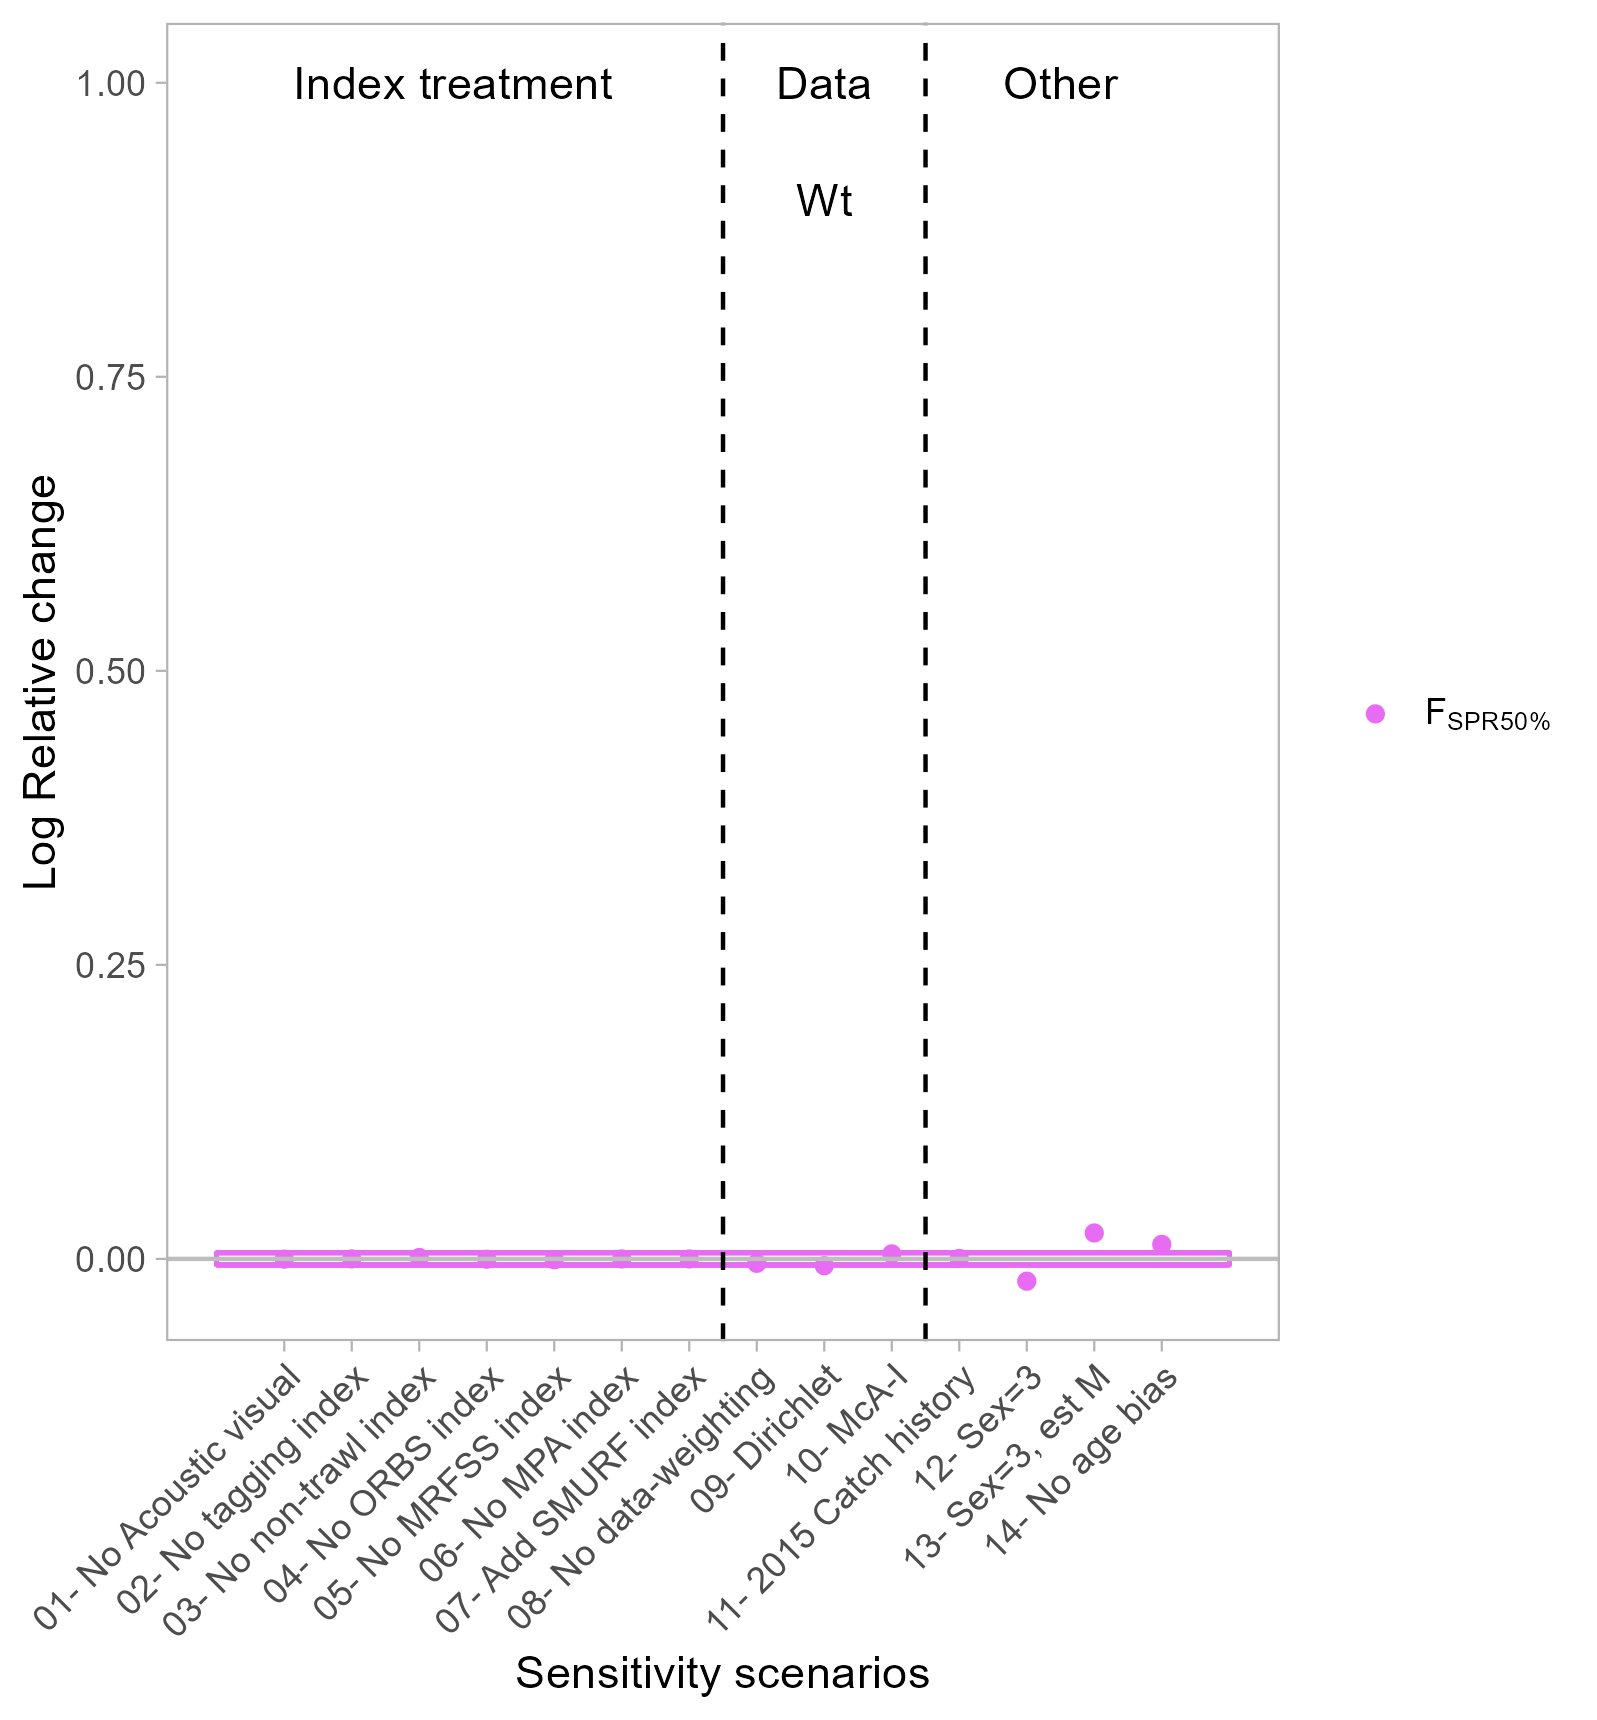 Index treatment
Data
Wt
Other
Log Relative change
1.00
0.75
0.50
0.25
0.00
01- No Acoustic visual
02- No tagging index
03- No non-trawl index
04- No ORBS index
05- No MRFSS index
06- No MPA index
07- Add SMURF index
08- No data-weighting
09- Dirichlet
10- McA-I
11- 2015 Catch history
12- Sex=3
13- Sex=3, est M
14- No age bias
Sensitivity scenarios
FSPR50%